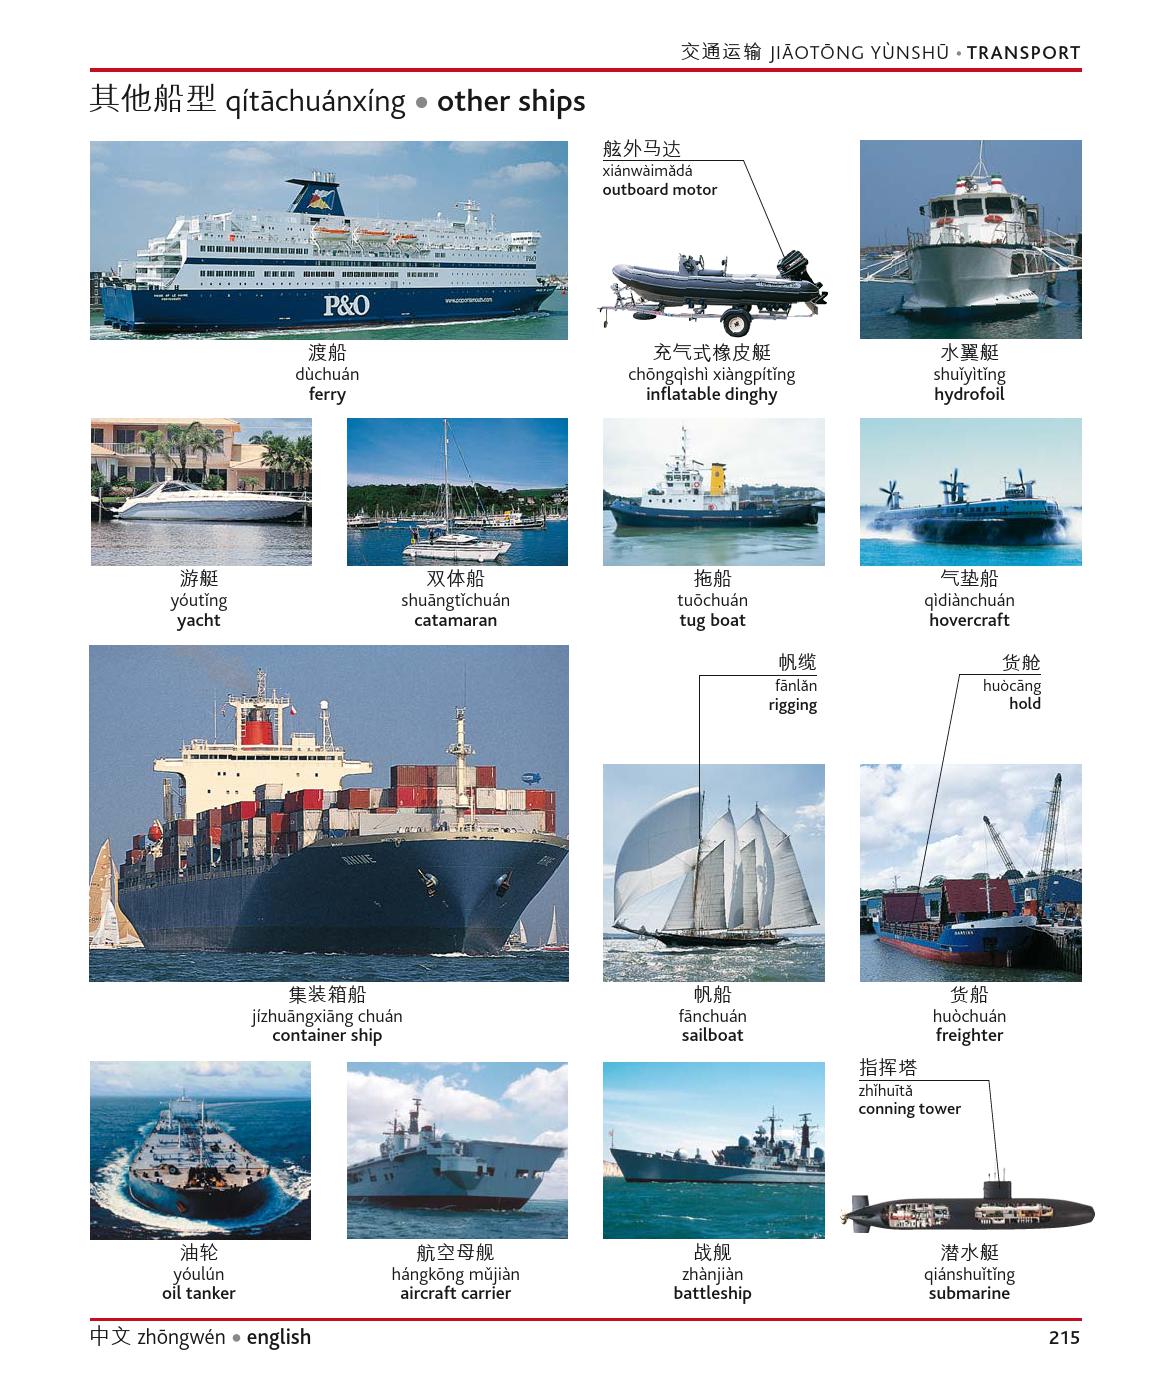 交通运输 JIĀOTŌNG YÙNSHŪ • TRANSPORT
其他船型 qítāchuánxíng • other ships
舷外马达
xiánwàimǎdá
outboard motor
P&O
www.poportsmouth.com
渡船
dùchuán
ferry
充气式橡皮艇
chōngqìshì xiàngpítǐng
inflatable dinghy
水翼艇
shuǐyìtǐng
hydrofoil
游艇
yóutǐng
yacht
双体船
shuāngtǐchuán
catamaran
拖船
tuōchuán
tug boat
气垫船
qìdiànchuán
hovercraft
帆缆
fānlǎn
rigging
货舱
huòcāng
hold
RHINE
集装箱船
jízhuāngxiāng chuán
container ship
帆船
fānchuán
sailboat
货船
huòchuán
freighter
指挥塔
zhǐhuītǎ
conning tower
油轮
yóulún
oil tanker
航空母舰
hángkōng mǔjiàn
aircraft carrier
战舰
zhànjiàn
battleship
潜水艇
qiánshuǐtǐng
submarine
中文 zhōngwén • english
215